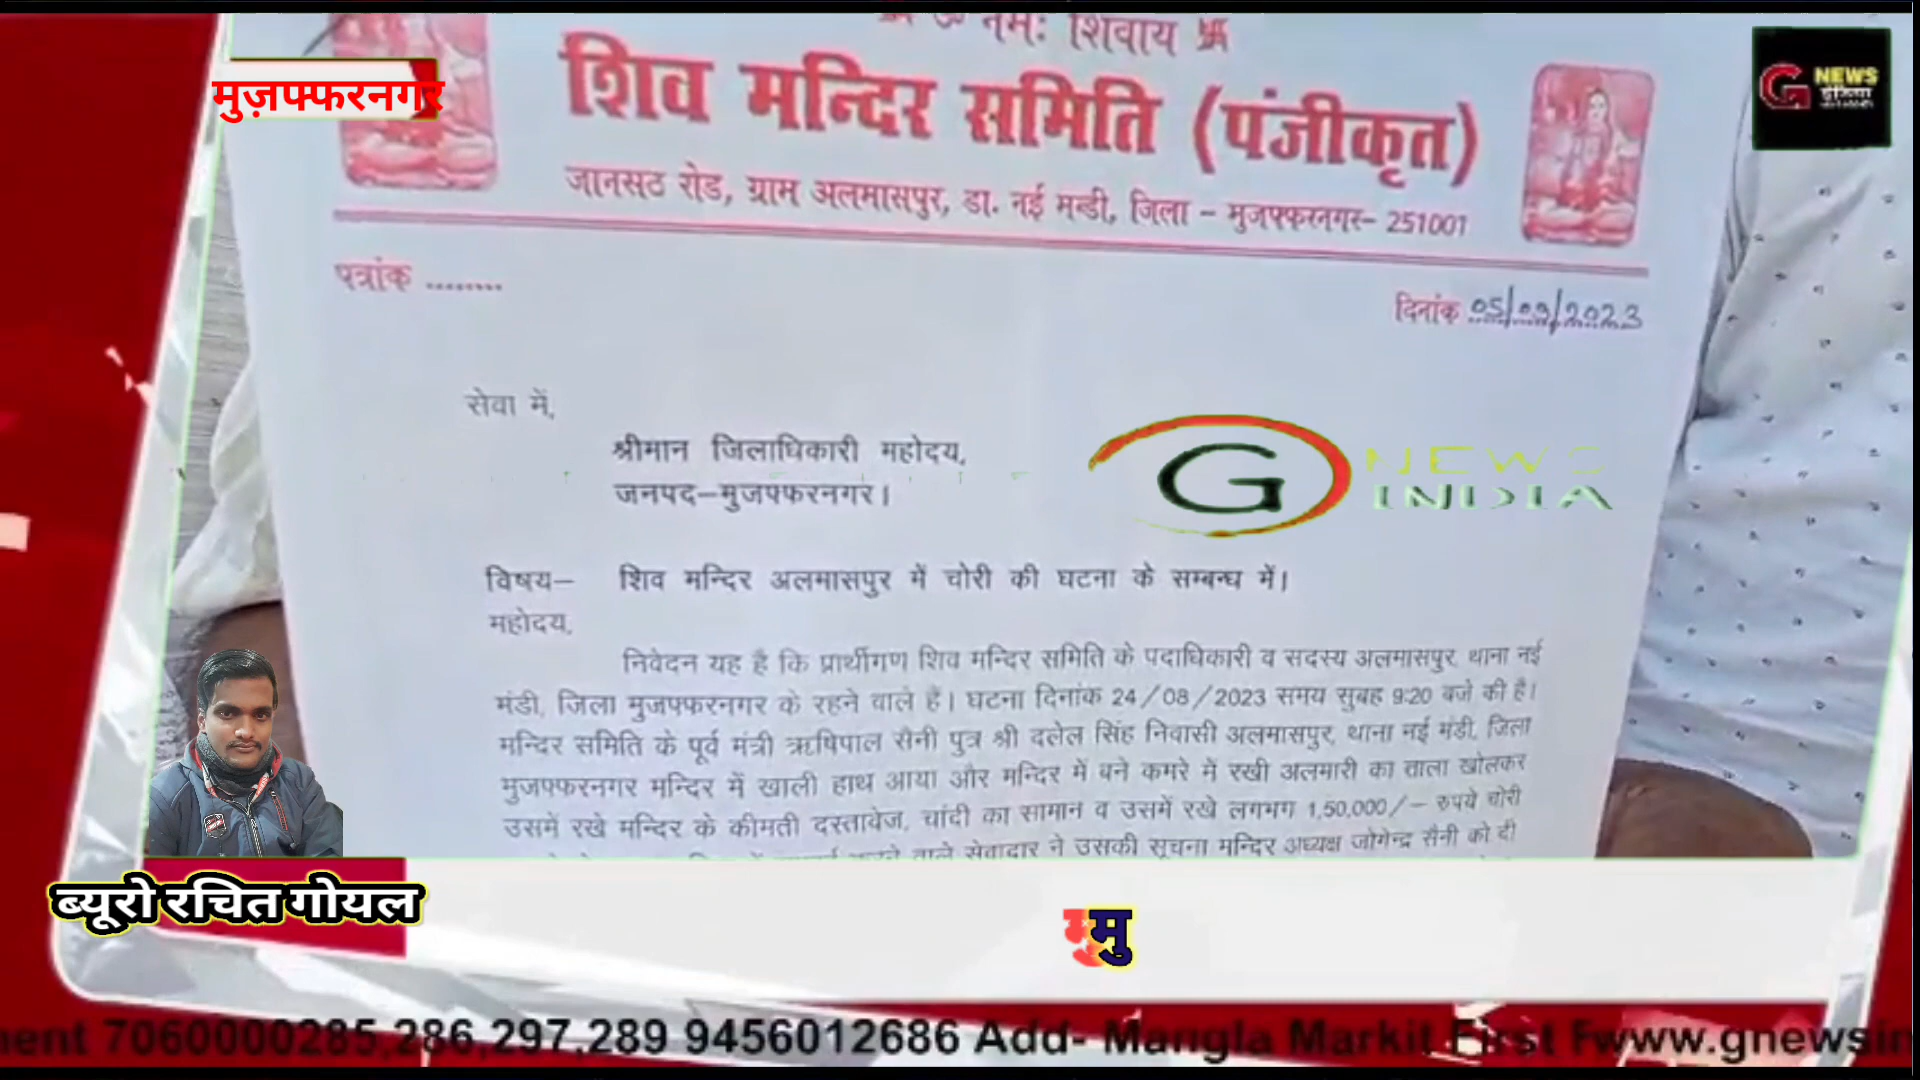 ॐ नमः शिवाय
शिव मन्दिर समिति (पंजीकृत)
मुज़फ्फरनगर
NEWS
इंडिया
जानसठ रोड, ग्राम अलमासपुर, डा. नई मन्डी, जिला – मुजफ्फरनगर– 251001
पत्रांक ........
दिनांक 05/09/2023
सेवा में,
श्रीमान जिलाधिकारी महोदय,
जनपद–मुजफ्फरनगर।
G NEWS
INDIA
विषय– शिव मन्दिर अलमासपुर में चोरी की घटना के सम्बन्ध में।
महोदय,
निवेदन यह है कि प्रार्थीगण शिव मन्दिर समिति के पदाधिकारी व सदस्य अलमासपुर, थाना नई
मंडी, जिला मुजफ्फरनगर के रहने वाले हैं। घटना दिनांक 24/08/2023 समय सुबह 9:20 बजे की है।
मन्दिर समिति के पूर्व मंत्री ऋषिपाल सैनी पुत्र श्री दलेल सिंह निवासी अलमासपुर, थाना नई मंडी, जिला
मुजफ्फरनगर मन्दिर में खाली हाथ आया और मन्दिर में बने कमरे में रखी अलमारी का ताला खोलकर
उसमें रखे मन्दिर के कीमती दस्तावेज, चांदी का सामान व उसमें रखे लगभग 1,50,000/– रुपये चोरी
वाले सेवादार ने उसकी सूचना मन्दिर अध्यक्ष जोगेन्द्र सैनी को दी
ब्यूरो रचित गोयल
मु
nent 7060000285,286,297,289 9456012686 Add- Mangla Markit First F www.gnewsin